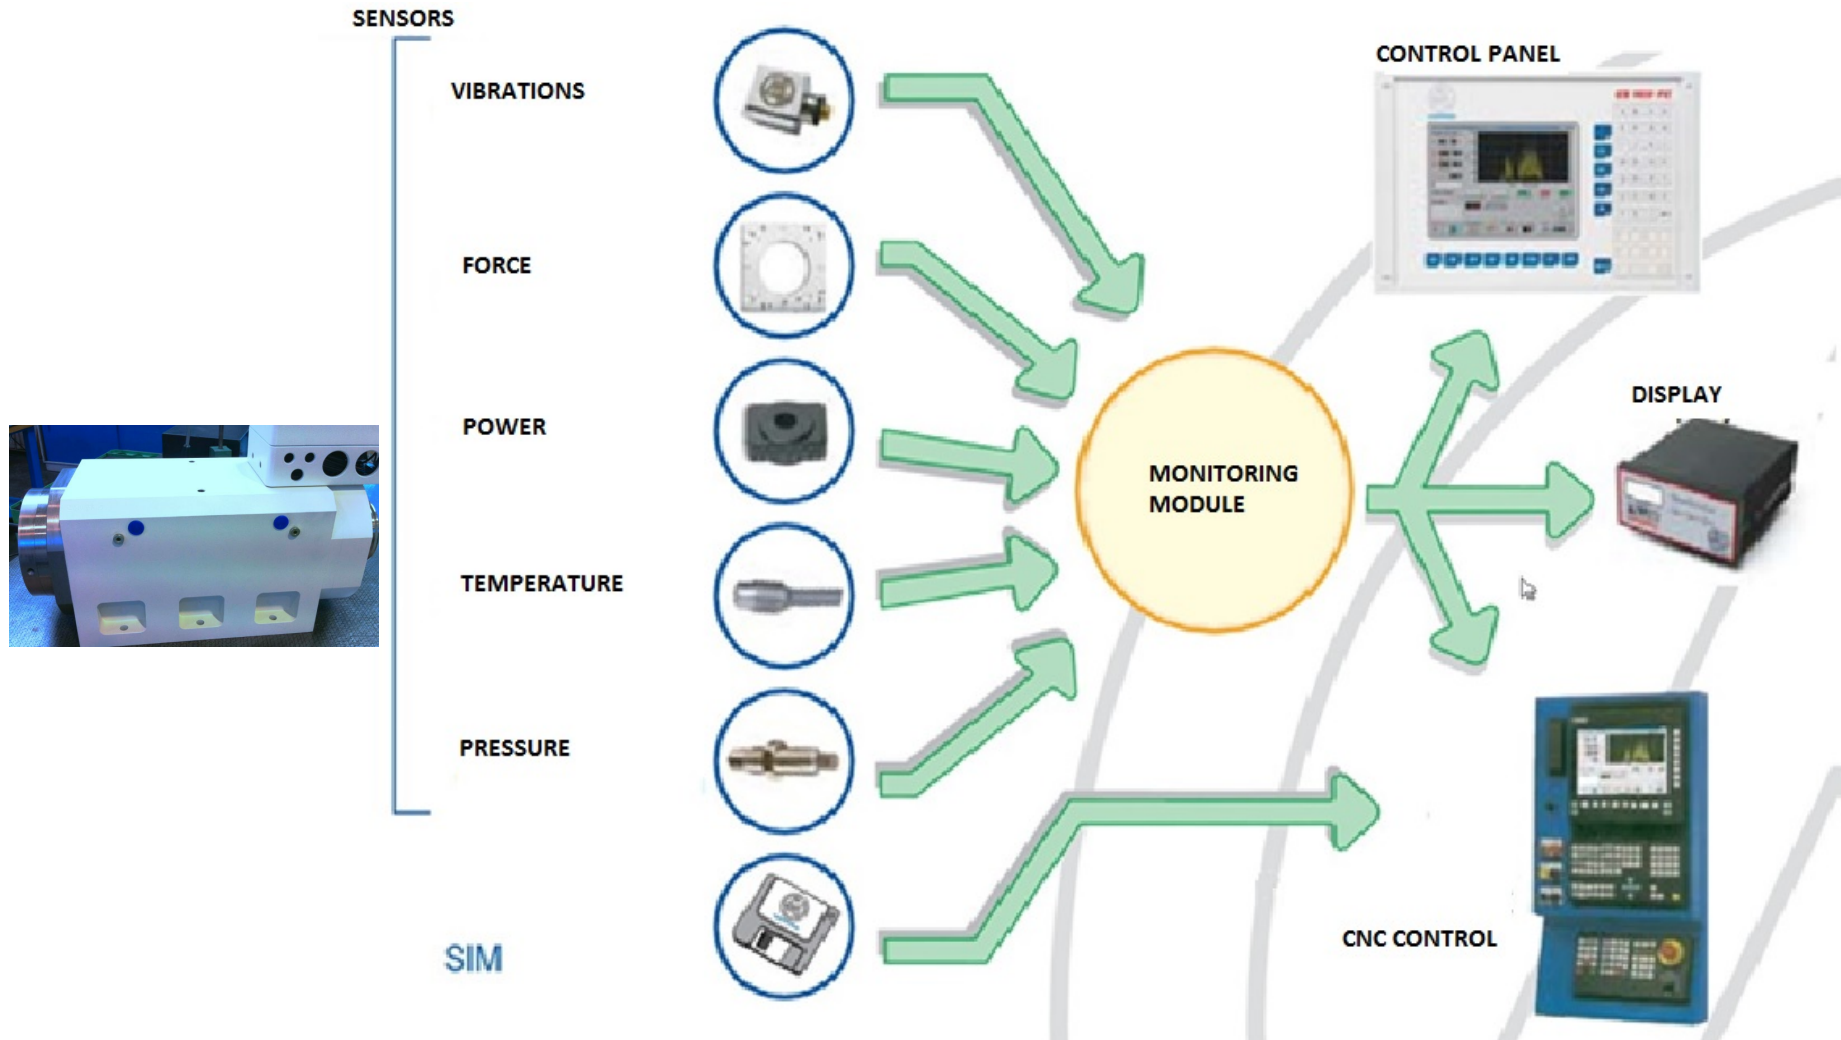 SENSORS
VIBRATIONS
FORCE
POWER
TEMPERATURE
PRESSURE
SIM
MONITORING
MODULE
CONTROL PANEL
DISPLAY
CNC CONTROL